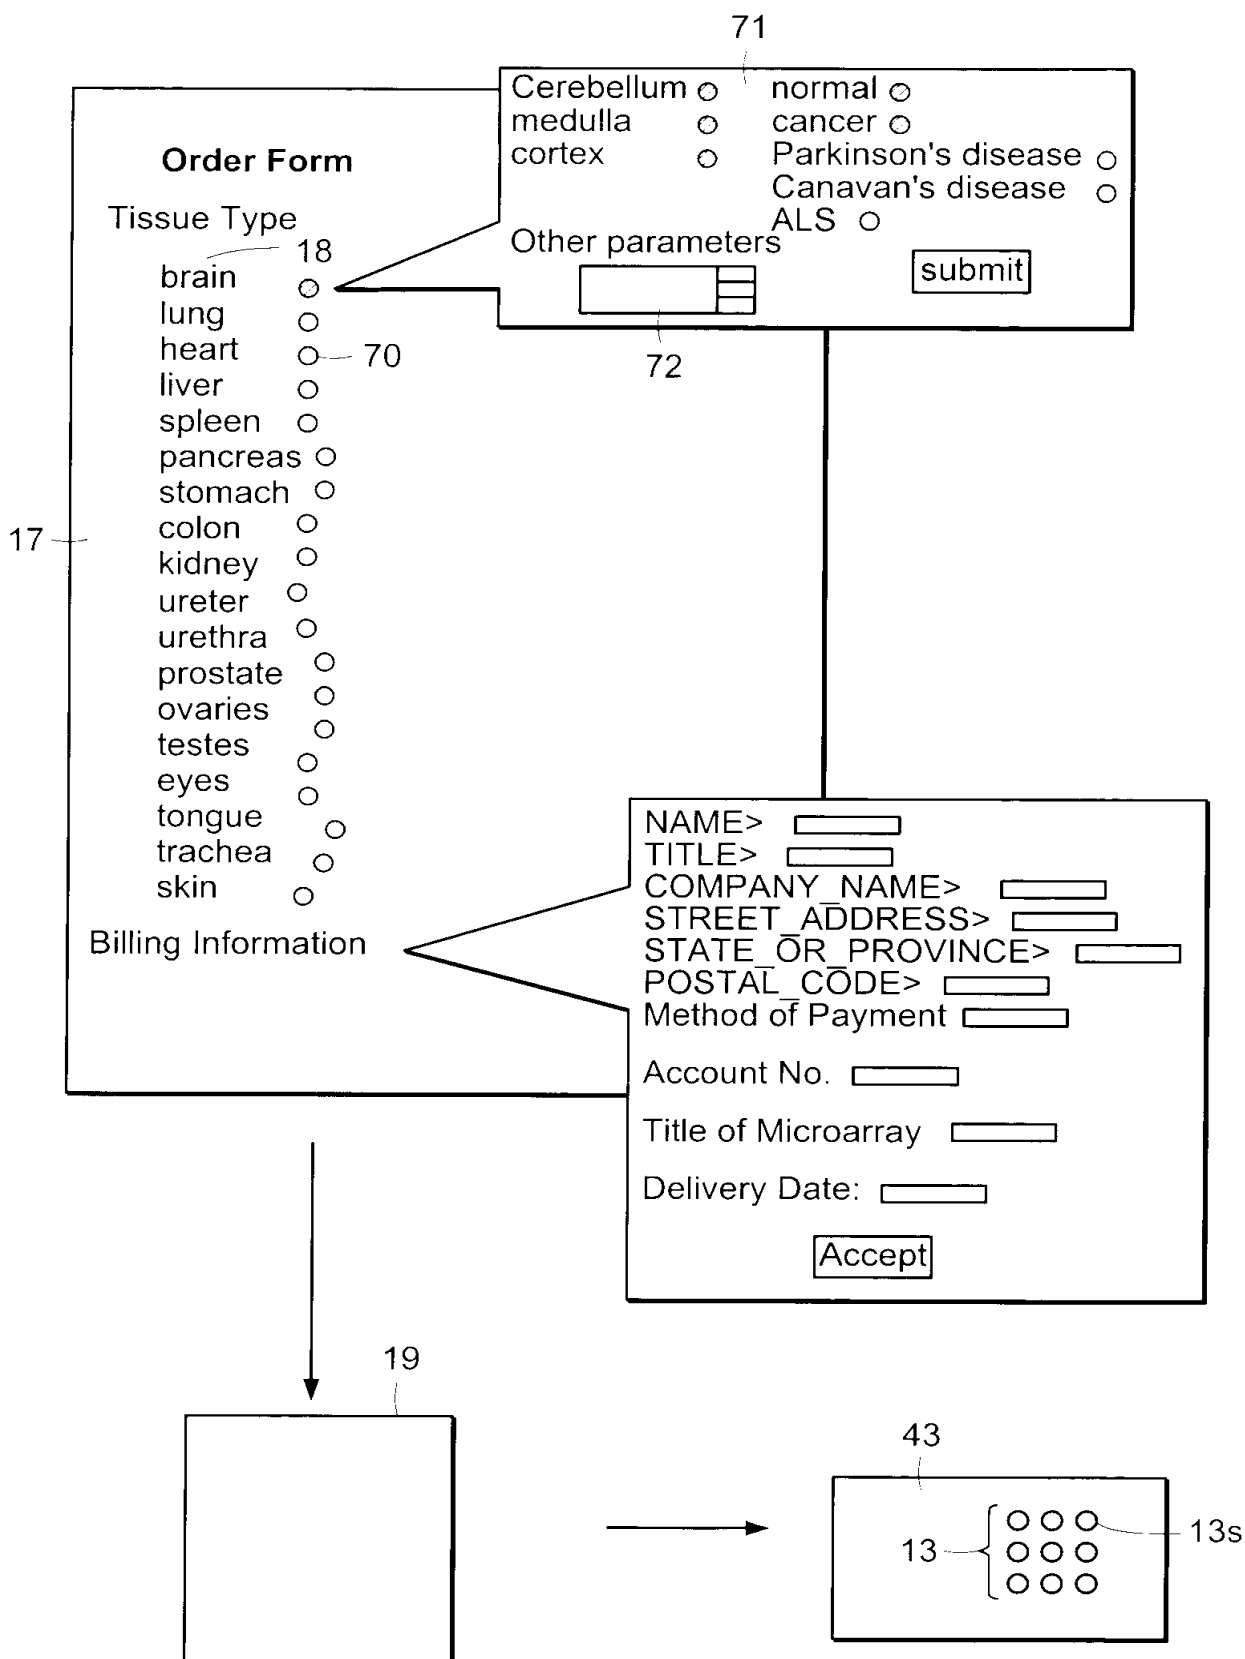 71
Cerebellum normal
medulla cancer
cortex Parkinson's disease
Canavan's disease
ALS
Other parameters
submit
72
Order Form
Tissue Type
18
brain
lung
heart 70
liver
spleen
pancreas
stomach
colon
17
kidney
ureter
urethra
prostate
ovaries
testes
eyes
tongue
trachea
skin
Billing Information
NAME>
TITLE>
COMPANY_NAME>
STREET_ADDRESS>
STATE_OR_PROVINCE>
POSTAL_CODE>
Method of Payment
Account No.
Title of Microarray
Delivery Date:
Accept
19
43
13
13s